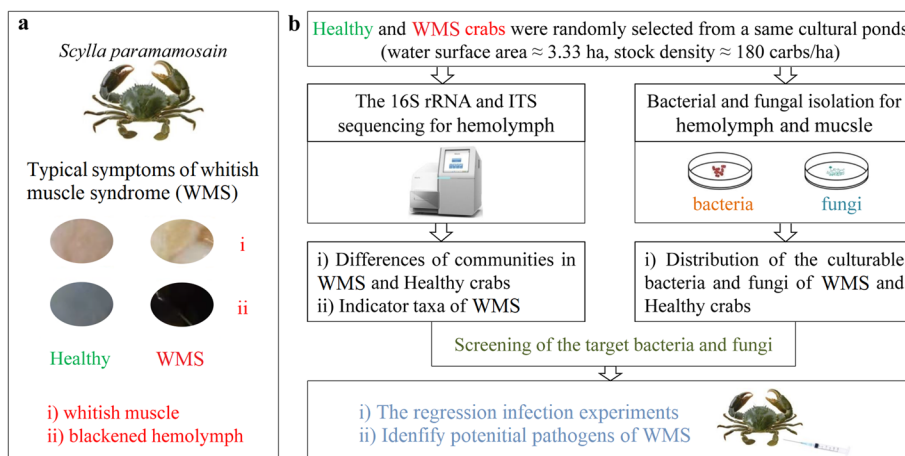 a
Scylla paramamosain
Typical symptoms of whitish
muscle syndrome (WMS)
i
ii
Healthy WMS
i) whitish muscle
ii) blackened hemolymph
b
Healthy and WMS crabs were randomly selected from a same cultural ponds
(water surface area ≈ 3.33 ha, stock density ≈ 180 carbs/ha)
The 16S rRNA and ITS
sequencing for hemolymph
Bacterial and fungal isolation for
hemolymph and mucsle
bacteria fungi
i) Differences of communities in
WMS and Healthy crabs
ii) Indicator taxa of WMS
i) Distribution of the culturable
bacteria and fungi of WMS and
Healthy crabs
Screening of the target bacteria and fungi
i) The regression infection experiments
ii) Idenfify potenitial pathogens of WMS